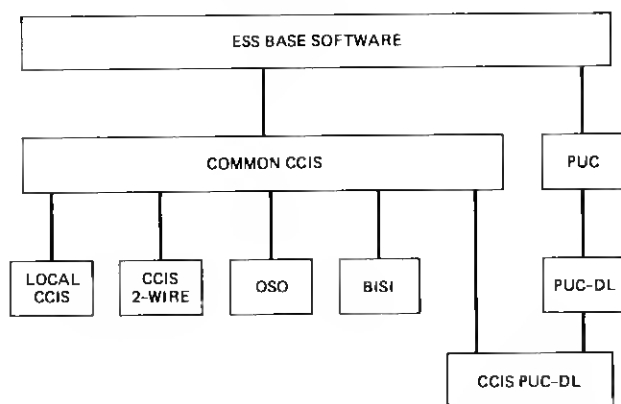 ESS BASE SOFTWARE
COMMON CCIS
PUC
LOCAL
CCIS
CCIS
2-WIRE
OSO
BISI
PUC-DL
CCIS PUC-DL